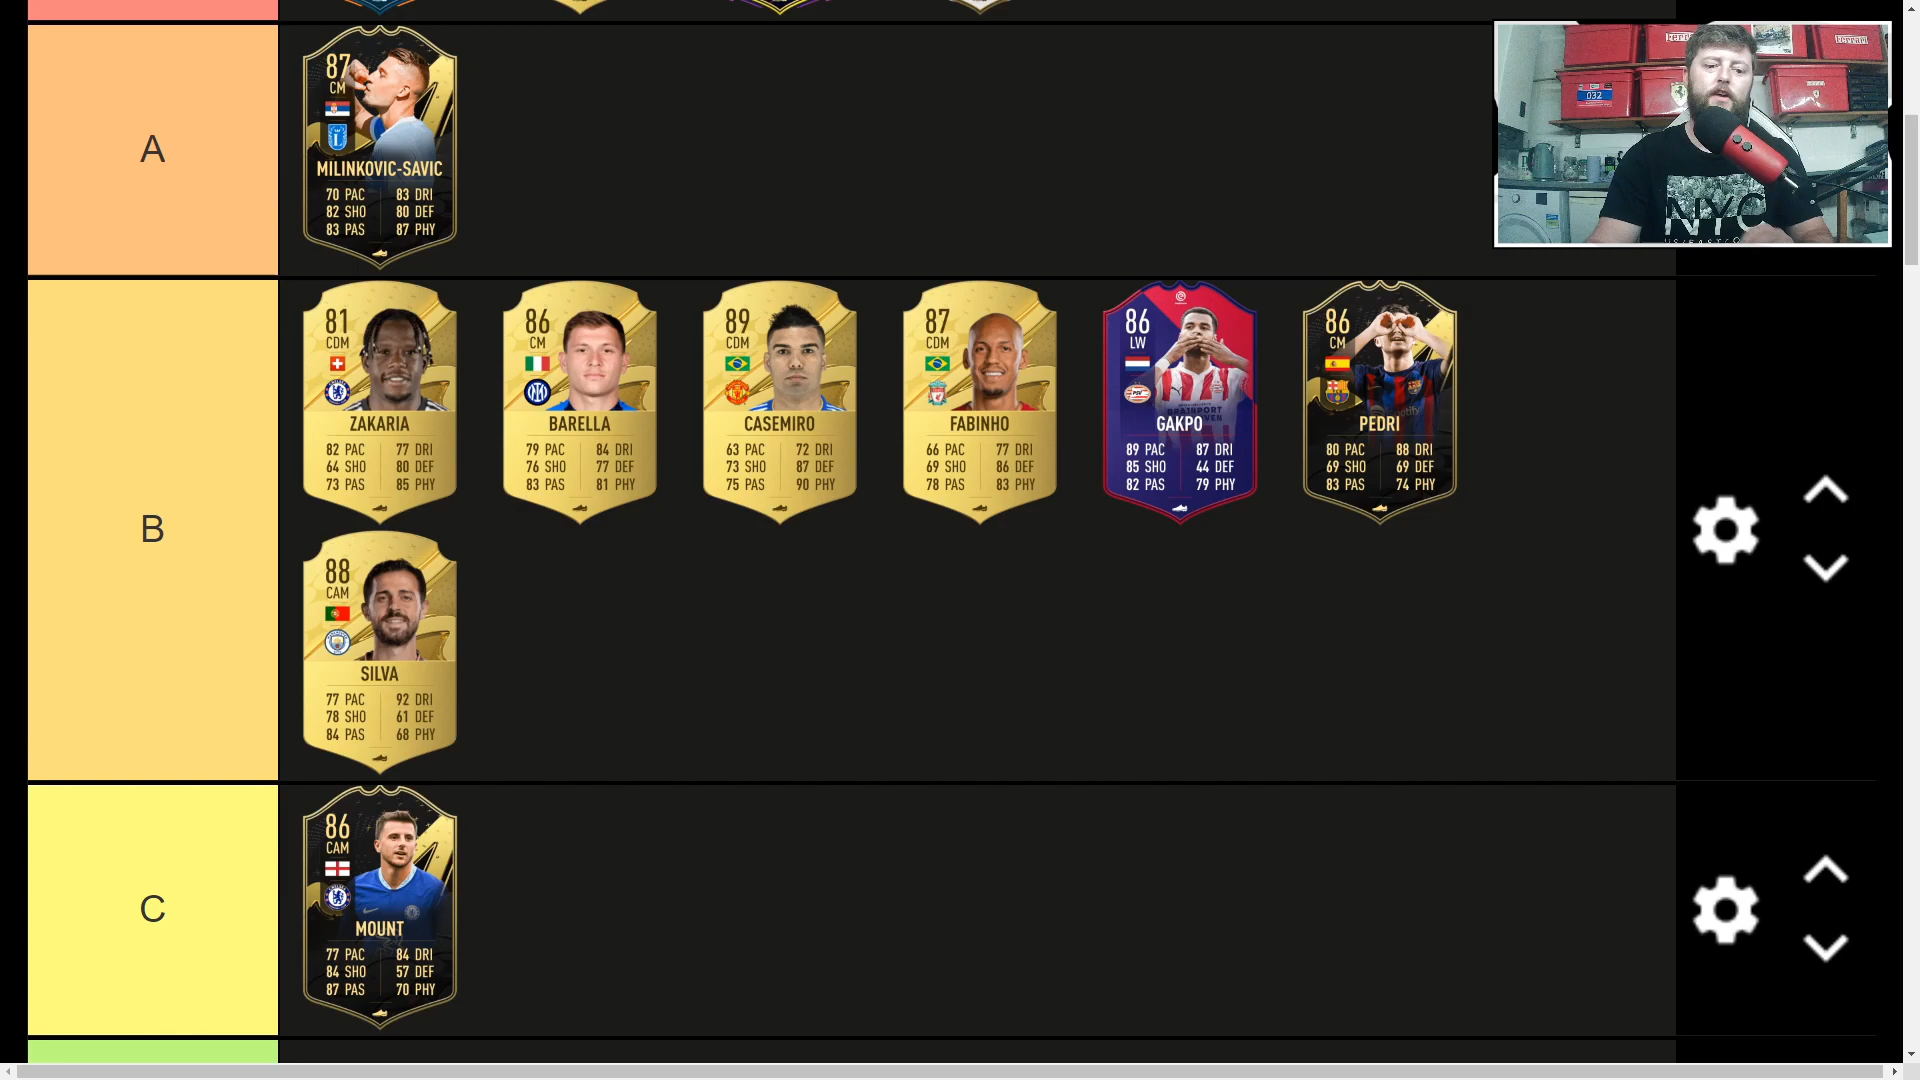 A
87
CM
MILINKOVIC-SAVIC
70 PAC 83 DRI
82 SHO 80 DEF
83 PAS 87 PHY
Ferrari
032
NYC
B
81
CDM
ZAKARIA
82 PAC 77 DRI
64 SHO 80 DEF
73 PAS 85 PHY
86
CM
BARELLA
79 PAC 84 DRI
76 SHO 77 DEF
83 PAS 81 PHY
89
CDM
CASEMIRO
63 PAC 72 DRI
73 SHO 87 DEF
75 PAS 90 PHY
87
CDM
FABINHO
66 PAC 77 DRI
69 SHO 86 DEF
78 PAS 83 PHY
86
LW
GAKPO
89 PAC 87 DRI
85 SHO 44 DEF
82 PAS 79 PHY
86
CM
PEDRI
80 PAC 88 DRI
69 SHO 69 DEF
83 PAS 74 PHY
88
CAM
SILVA
77 PAC 92 DRI
78 SHO 61 DEF
84 PAS 68 PHY
C
86
CAM
MOUNT
77 PAC 84 DRI
84 SHO 57 DEF
87 PAS 70 PHY